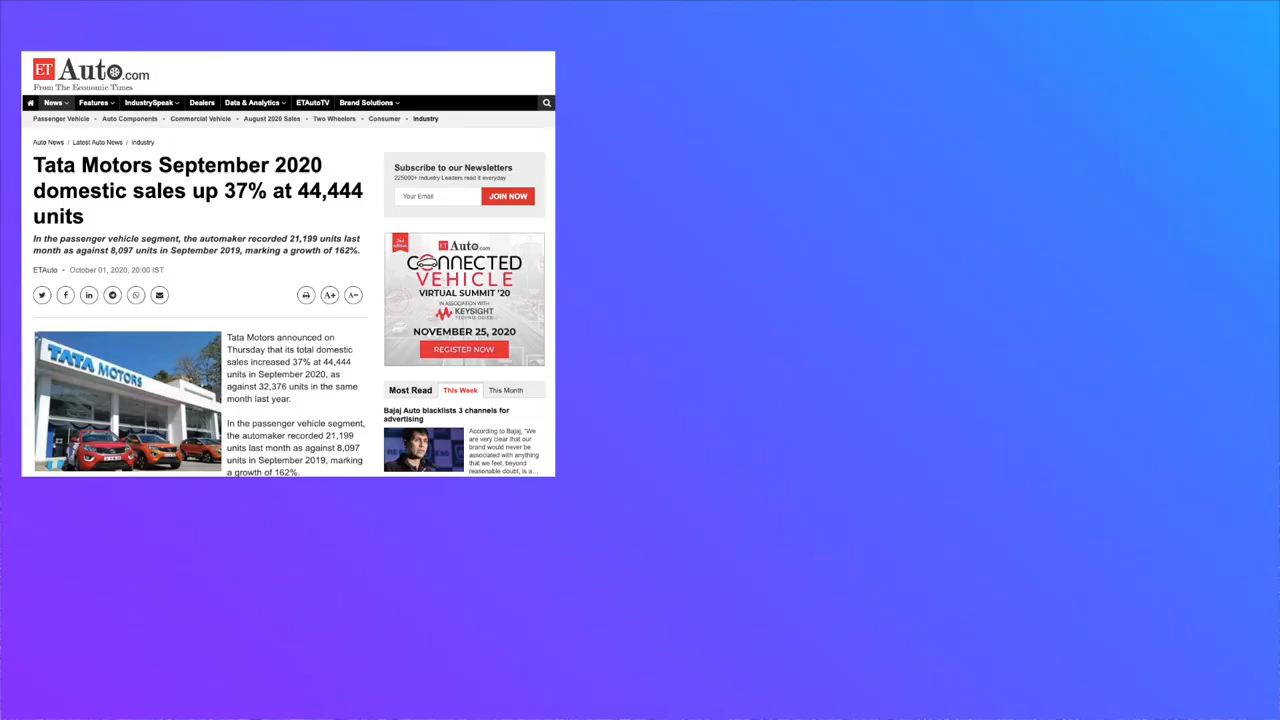 ET Auto.com
From The Economic Times
News Features IndustrySpeak Dealers Data & Analytics ETAutoTV Brand Solutions
Passenger Vehicle • Auto Components • Commercial Vehicle • August 2020 Sales • Two Wheelers • Consumer • Industry
Auto News / Latest Auto News / Industry
Tata Motors September 2020
domestic sales up 37% at 44,444
units
In the passenger vehicle segment, the automaker recorded 21,199 units last
month as against 8,097 units in September 2019, marking a growth of 162%.
ETAuto • October 01, 2020, 20:00 IST
A+ A−
TATA MOTORS
Tata Motors announced on
Thursday that its total domestic
sales increased 37% at 44,444
units in September 2020, as
against 32,376 units in the same
month last year.
In the passenger vehicle segment,
the automaker recorded 21,199
units last month as against 8,097
units in September 2019, marking
a growth of 162%.
Subscribe to our Newsletters
225000+ Industry Leaders read it everyday
Your Email JOIN NOW
2nd edition
ET Auto.com
CONNECTED
VEHICLE
VIRTUAL SUMMIT '20
IN ASSOCIATION WITH
KEYSIGHT
TECHNOLOGIES
NOVEMBER 25, 2020
REGISTER NOW
Most Read This Week This Month
Bajaj Auto blacklists 3 channels for
advertising
According to Bajaj, "We
are very clear that our
brand would never be
associated with anything
that we feel, beyond
reasonable doubt, is a...